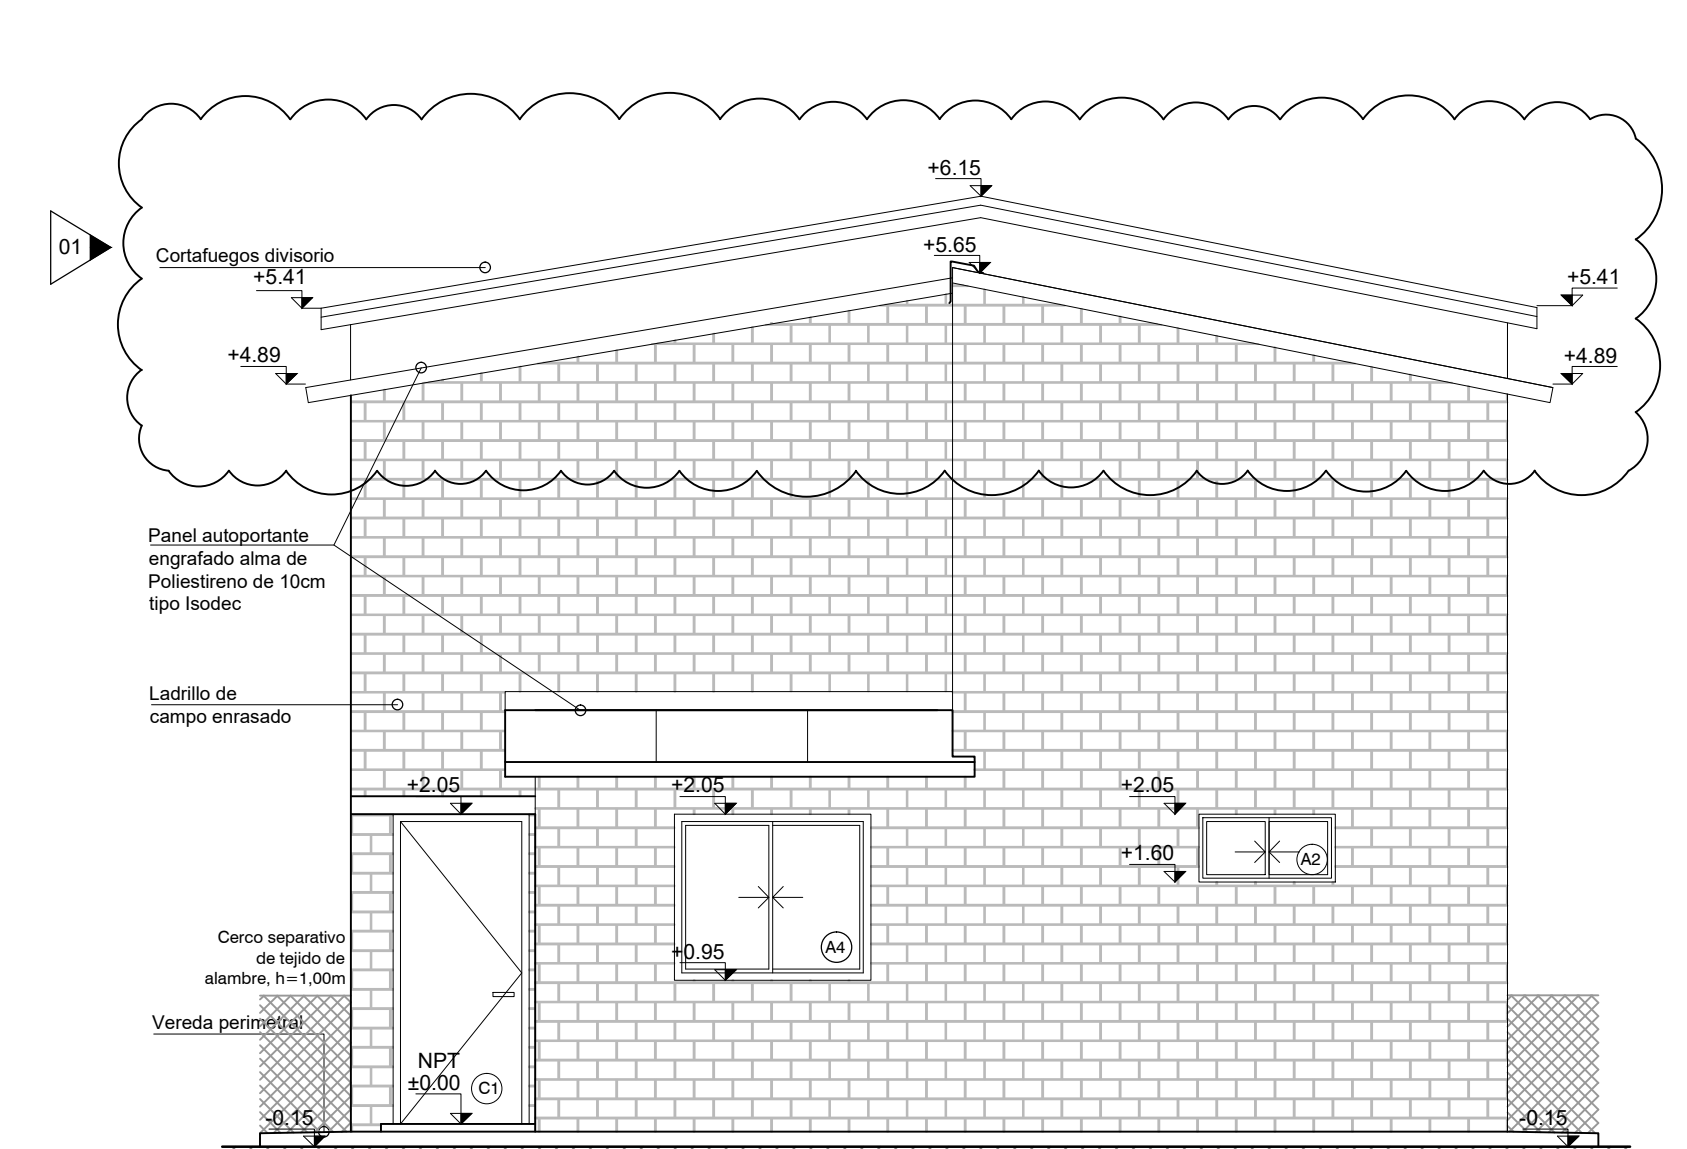 +6.15
+5.65
01
Cortafuegos divisorio
+5.41
+5.41
+4.89
+4.89
Panel autoportante
engrafado alma de
Poliestireno de 10cm
tipo Isodec
Ladrillo de
campo enrasado
+2.05
+2.05
+2.05
+1.60
A2
A4
+0.95
Cerco separativo
de tejido de
alambre, h=1,00m
Vereda perimetral
NPT
±0.00
C1
-0.15
-0.15